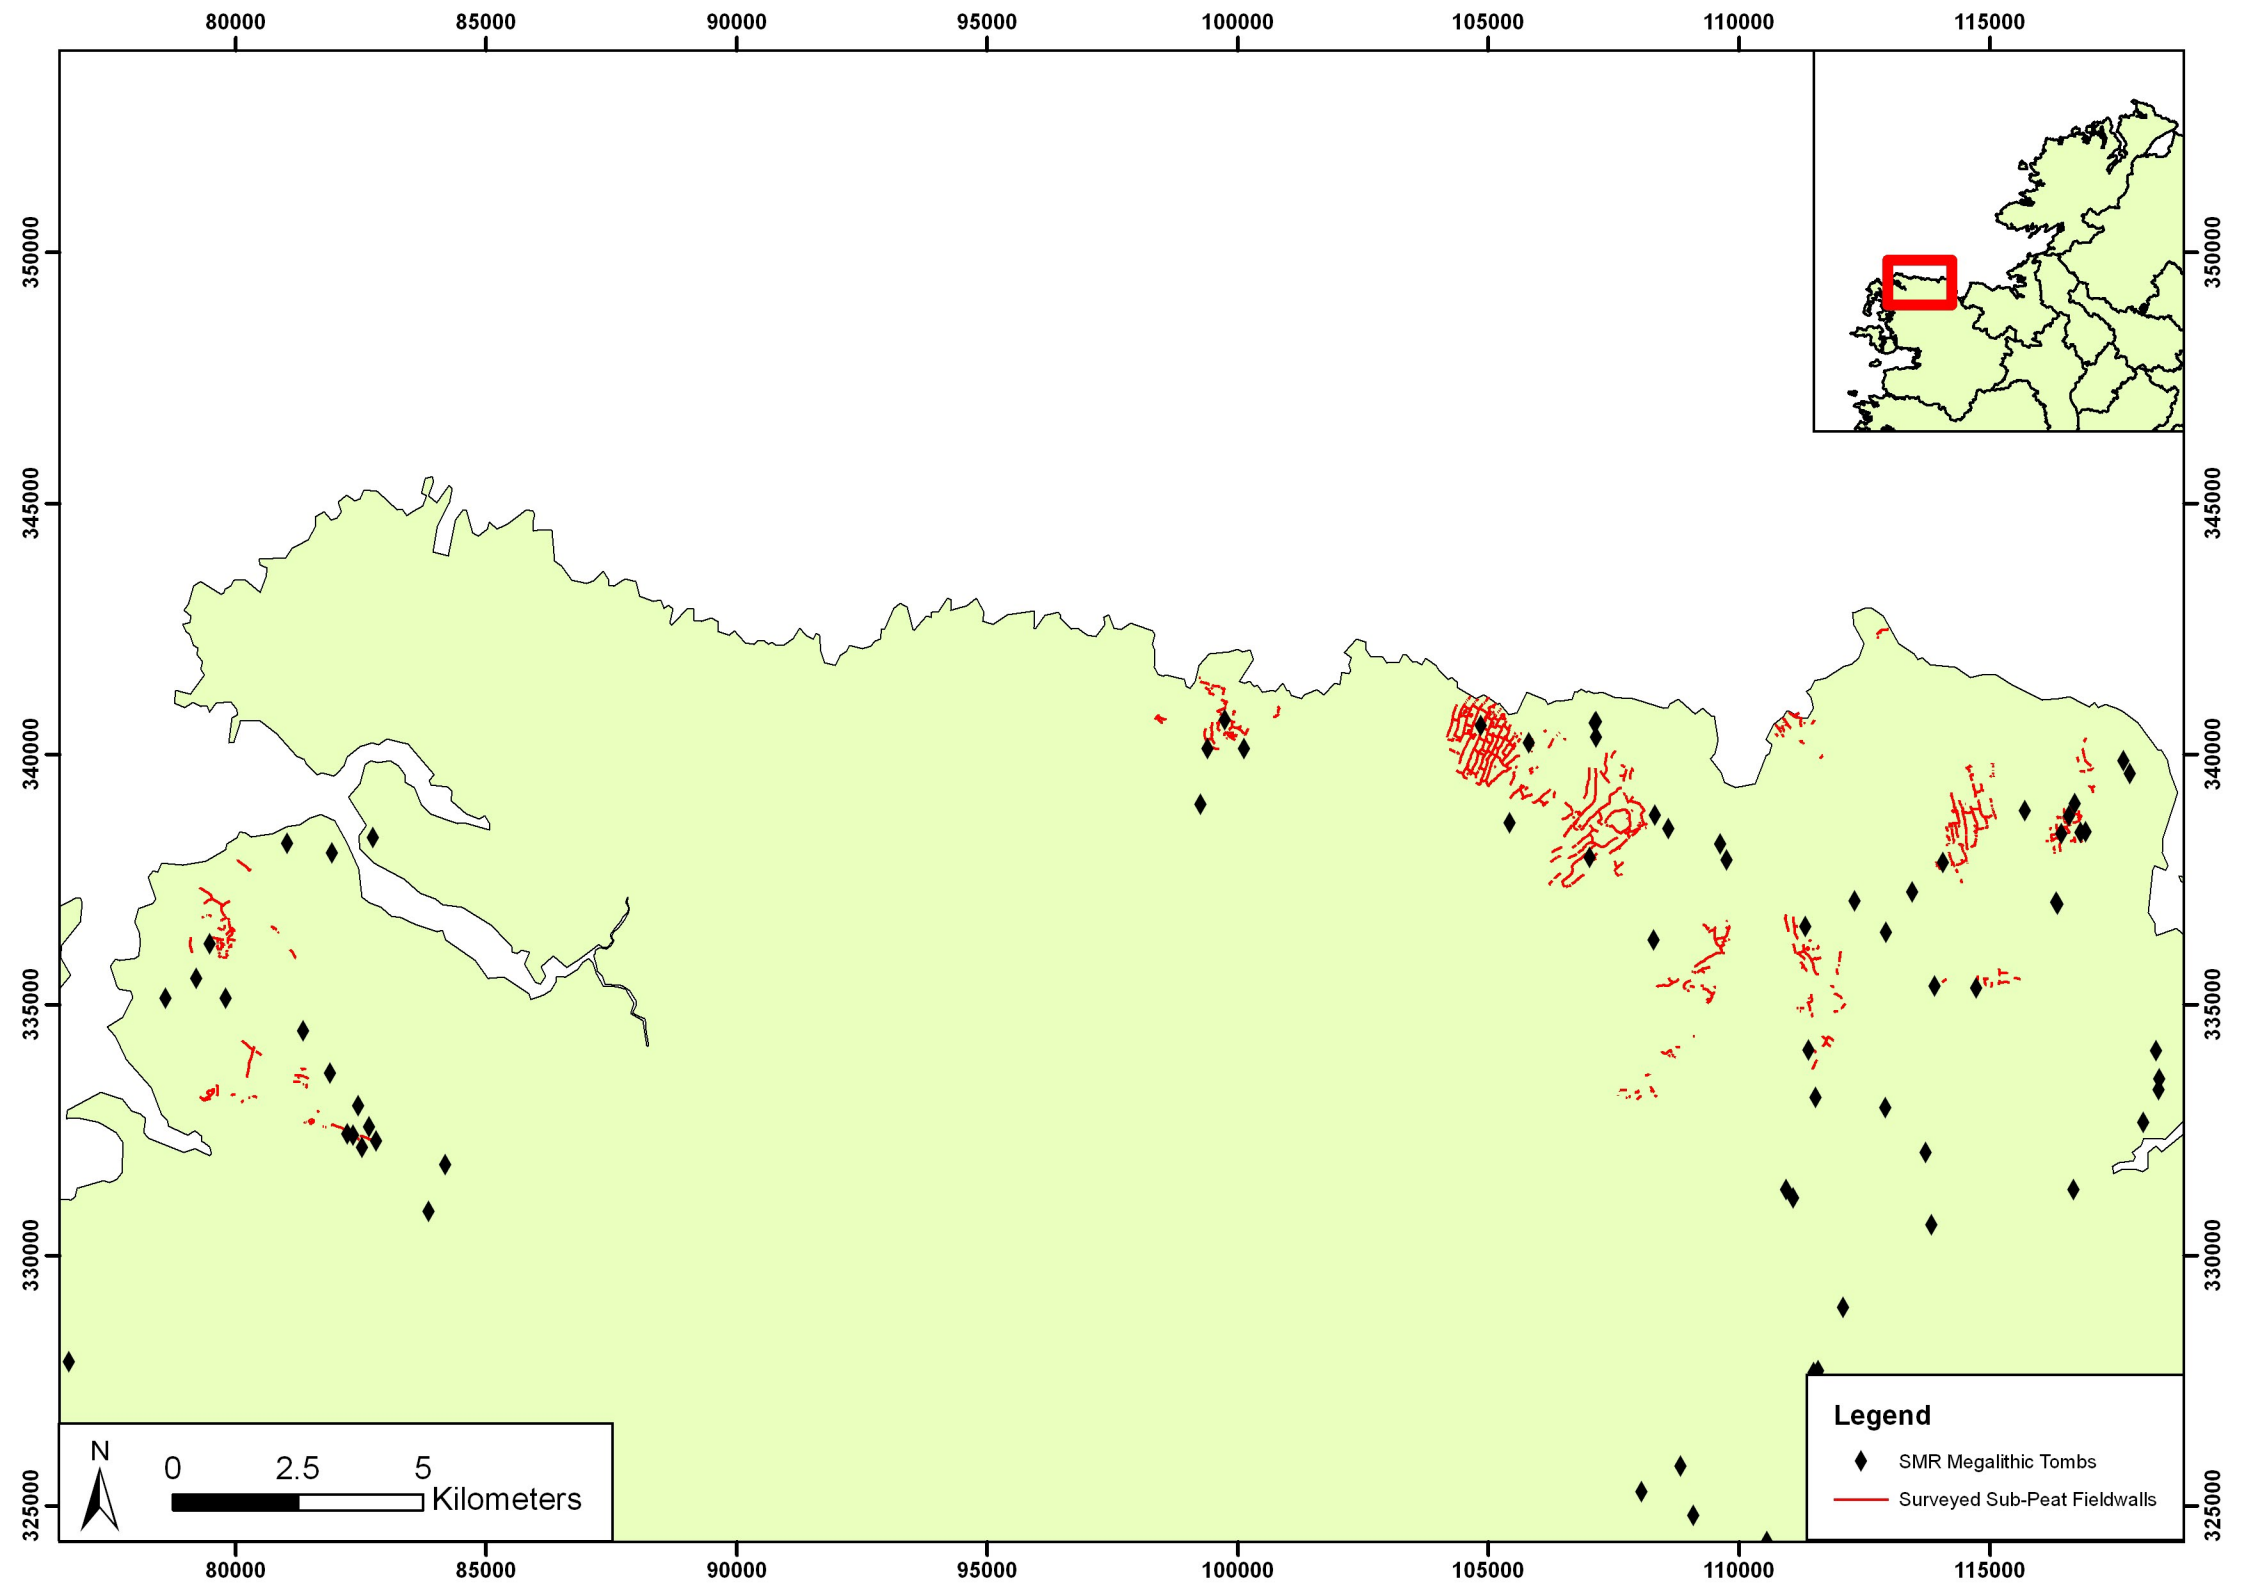 80000 85000 90000 95000 100000 105000 110000 115000
350000 350000
345000 345000
340000 340000
335000 335000
330000 330000
325000 325000
N
0 2.5 5
Kilometers
Legend
SMR Megalithic Tombs
Surveyed Sub-Peat Fieldwalls
80000 85000 90000 95000 100000 105000 110000 115000